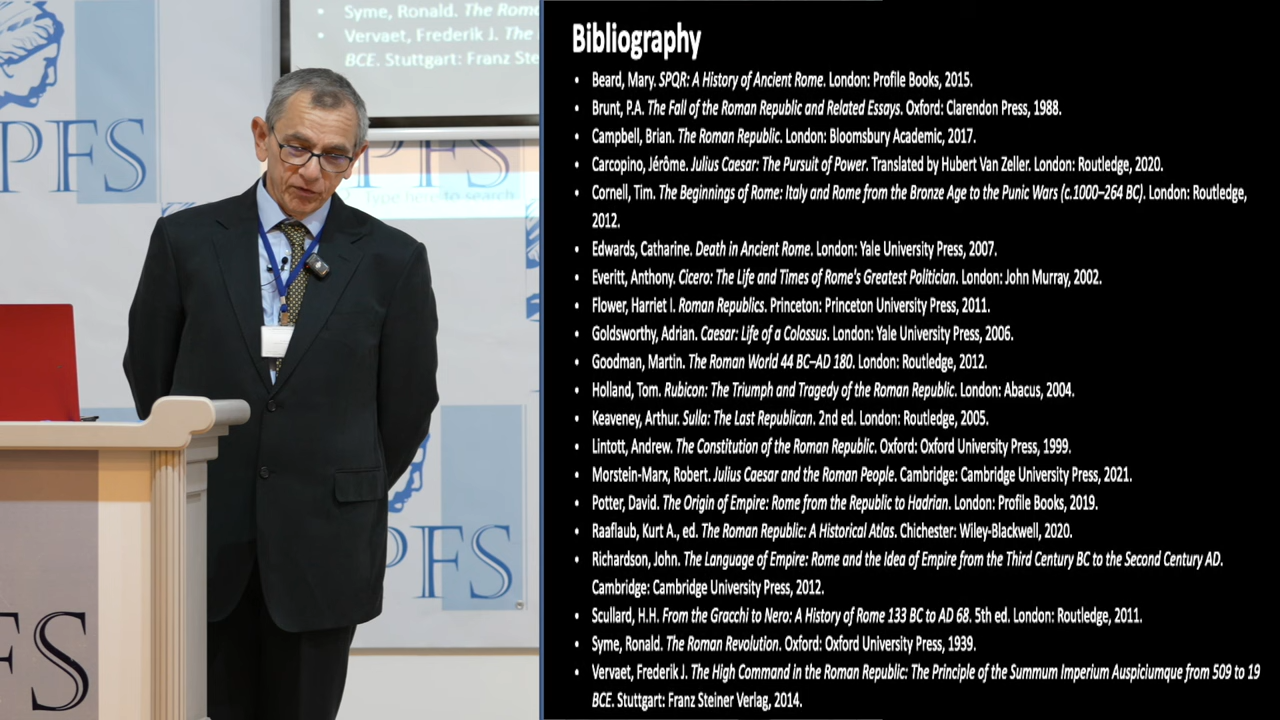 Syme, Ronald. The Rom
Vervaet, Frederik J. The
BCE. Stuttgart: Franz Ste
PFS
PFS
Type here to search
PFS
FS
Bibliography
• Beard, Mary. SPQR: A History of Ancient Rome. London: Profile Books, 2015.
• Brunt, P.A. The Fall of the Roman Republic and Related Essays. Oxford: Clarendon Press, 1988.
• Campbell, Brian. The Roman Republic. London: Bloomsbury Academic, 2017.
• Carcopino, Jérôme. Julius Caesar: The Pursuit of Power. Translated by Hubert Van Zeller. London: Routledge, 2020.
• Cornell, Tim. The Beginnings of Rome: Italy and Rome from the Bronze Age to the Punic Wars (c.1000–264 BC). London: Routledge,
2012.
• Edwards, Catharine. Death in Ancient Rome. London: Yale University Press, 2007.
• Everitt, Anthony. Cicero: The Life and Times of Rome's Greatest Politician. London: John Murray, 2002.
• Flower, Harriet I. Roman Republics. Princeton: Princeton University Press, 2011.
• Goldsworthy, Adrian. Caesar: Life of a Colossus. London: Yale University Press, 2006.
• Goodman, Martin. The Roman World 44 BC–AD 180. London: Routledge, 2012.
• Holland, Tom. Rubicon: The Triumph and Tragedy of the Roman Republic. London: Abacus, 2004.
• Keaveney, Arthur. Sulla: The Last Republican. 2nd ed. London: Routledge, 2005.
• Lintott, Andrew. The Constitution of the Roman Republic. Oxford: Oxford University Press, 1999.
• Morstein-Marx, Robert. Julius Caesar and the Roman People. Cambridge: Cambridge University Press, 2021.
• Potter, David. The Origin of Empire: Rome from the Republic to Hadrian. London: Profile Books, 2019.
• Raaflaub, Kurt A., ed. The Roman Republic: A Historical Atlas. Chichester: Wiley-Blackwell, 2020.
• Richardson, John. The Language of Empire: Rome and the Idea of Empire from the Third Century BC to the Second Century AD.
Cambridge: Cambridge University Press, 2012.
• Scullard, H.H. From the Gracchi to Nero: A History of Rome 133 BC to AD 68. 5th ed. London: Routledge, 2011.
• Syme, Ronald. The Roman Revolution. Oxford: Oxford University Press, 1939.
• Vervaet, Frederik J. The High Command in the Roman Republic: The Principle of the Summum Imperium Auspiciumque from 509 to 19
BCE. Stuttgart: Franz Steiner Verlag, 2014.